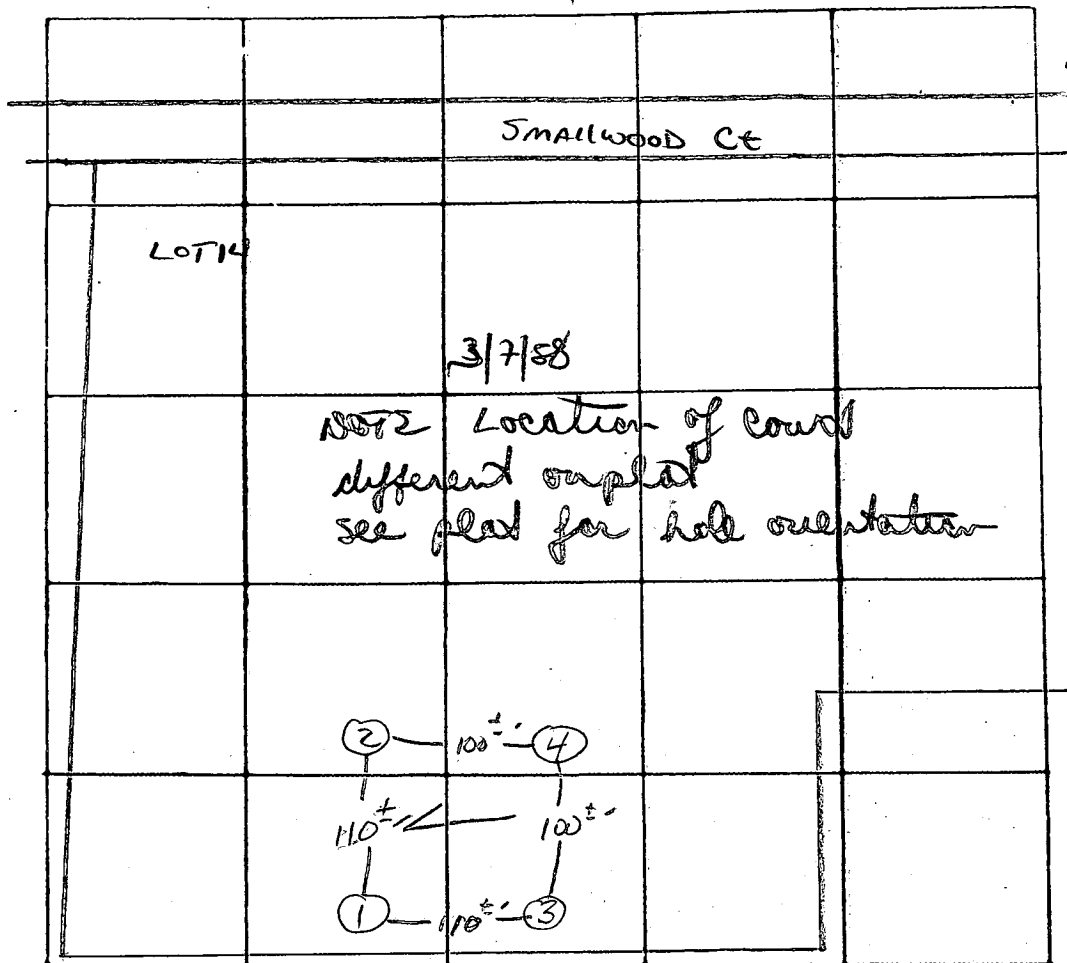 SMALLWOOD Ct
LOT 14
3/7/88
NOTE Location of Court
different on plat
see plat for hole orientation
2 100±' 4
110±' 100±'
1 110±' 3